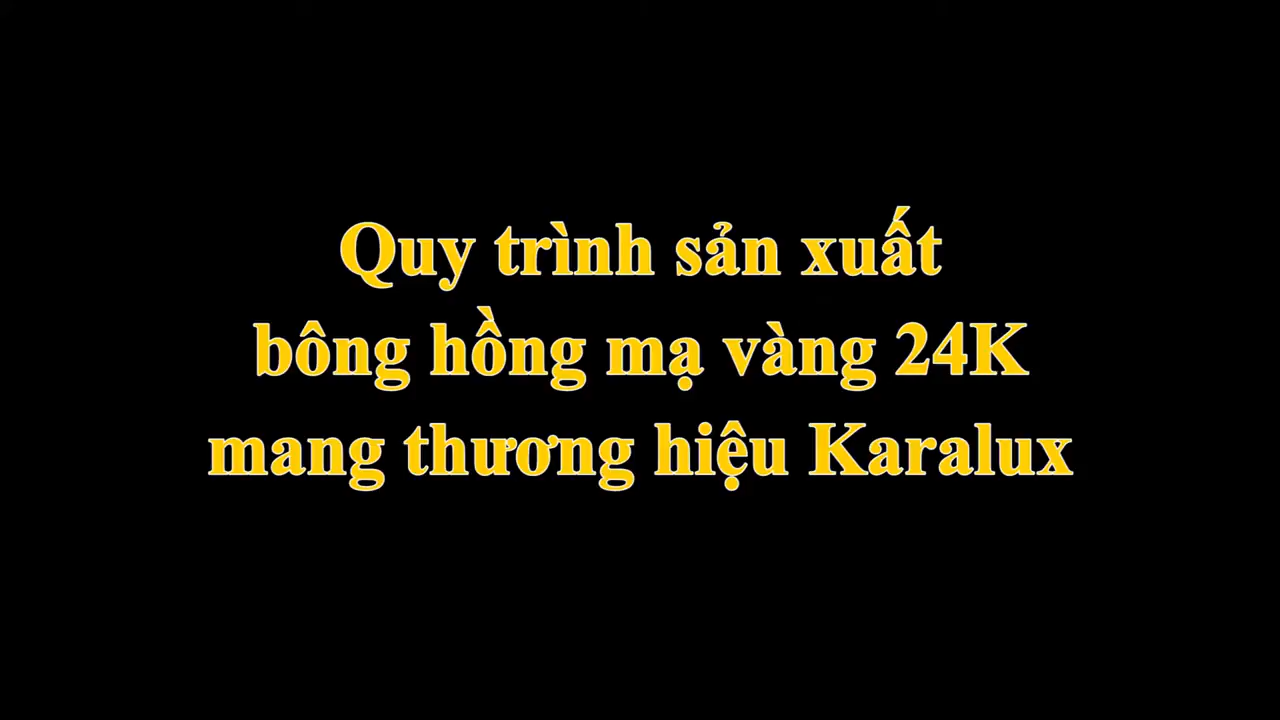 Quy trình sản xuất
bông hồng mạ vàng 24K
mang thương hiệu Karalux